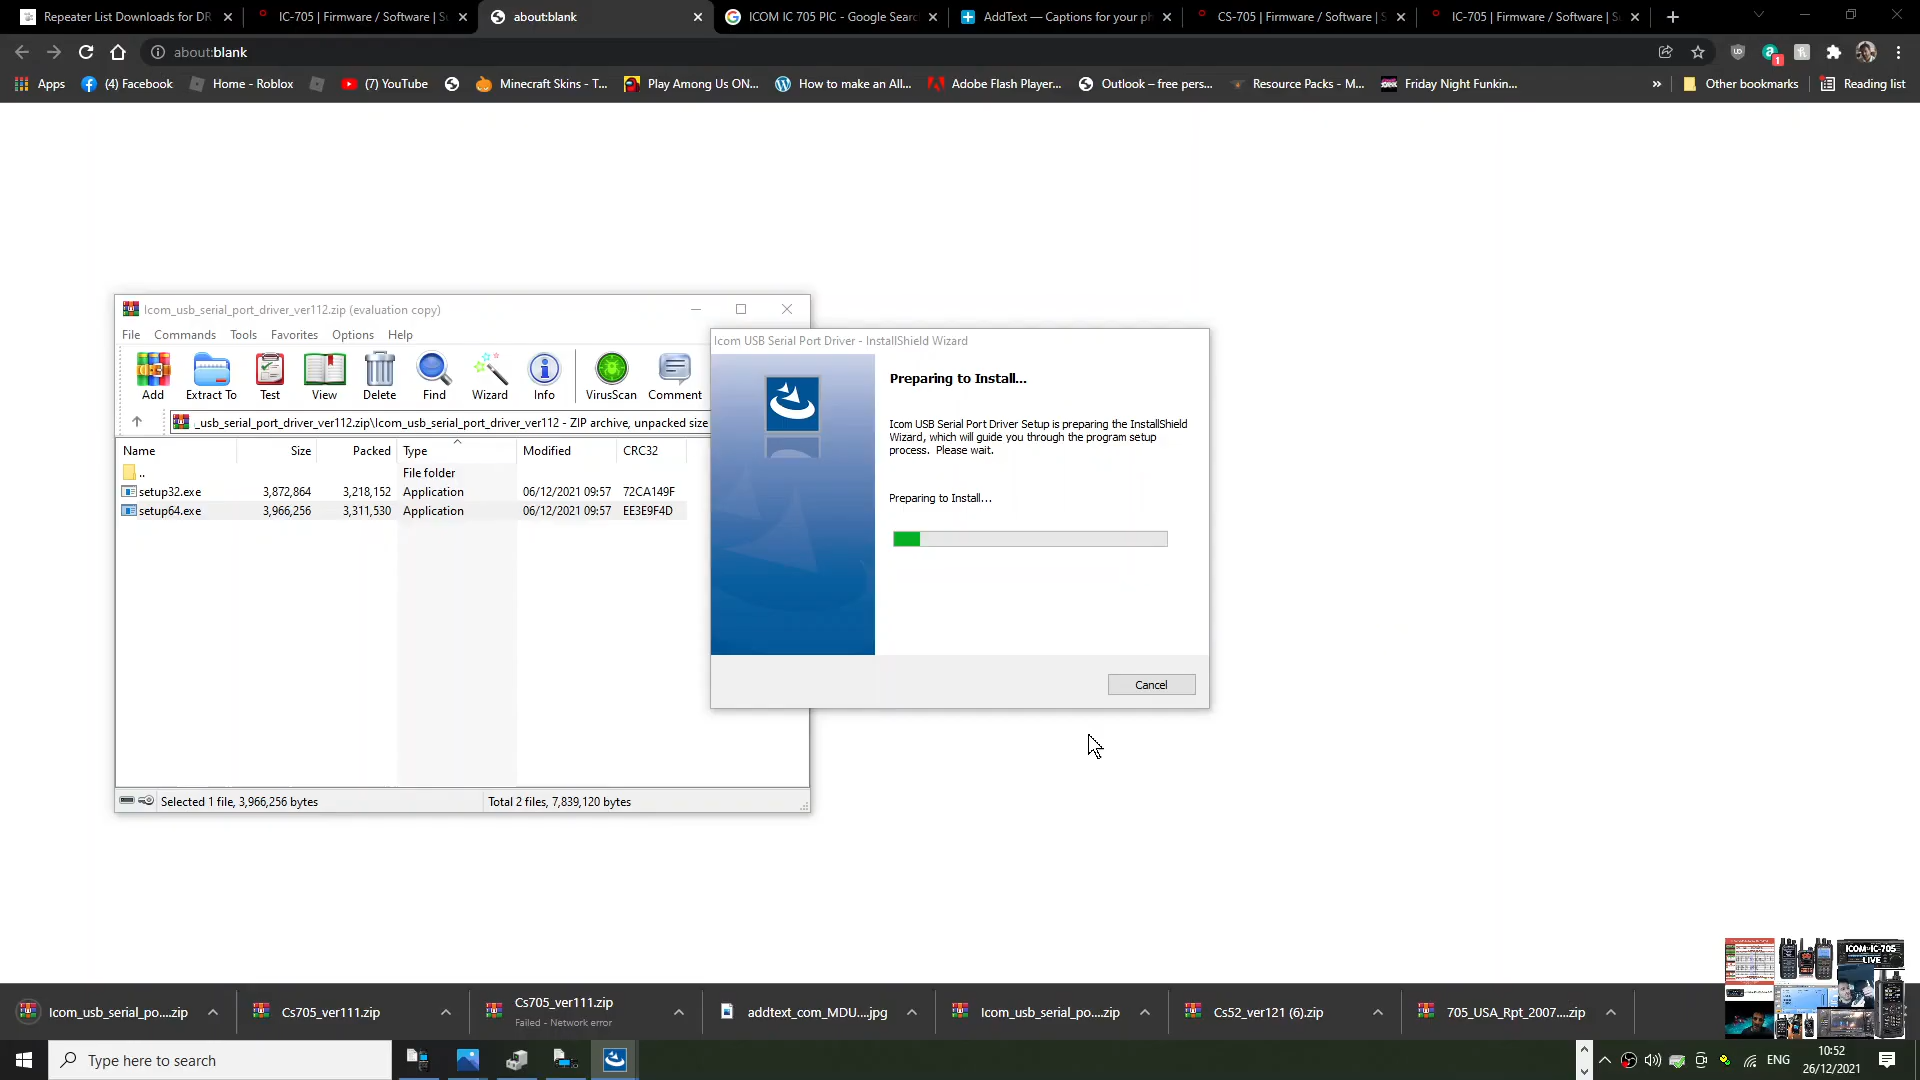 Repeater List Downloads for DR
IC-705 | Firmware / Software | Su
about:blank
ICOM IC 705 PIC - Google Search
AddText — Captions for your ph
CS-705 | Firmware / Software | S
IC-705 | Firmware / Software | Su
about:blank
1
Apps
(4) Facebook
Home - Roblox
(7) YouTube
Minecraft Skins - T...
Play Among Us ON...
How to make an All...
Adobe Flash Player...
Outlook – free pers...
Resource Packs - M...
Friday Night Funkin...
»
Other bookmarks
Reading list
Icom_usb_serial_port_driver_ver112.zip (evaluation copy)
File Commands Tools Favorites Options Help
Add Extract To Test View Delete Find Wizard Info VirusScan Comment
_usb_serial_port_driver_ver112.zip\Icom_usb_serial_port_driver_ver112 - ZIP archive, unpacked size
Name Size Packed Type Modified CRC32
.. File folder
setup32.exe 3,872,864 3,218,152 Application 06/12/2021 09:57 72CA149F
setup64.exe 3,966,256 3,311,530 Application 06/12/2021 09:57 EE3E9F4D
Selected 1 file, 3,966,256 bytes Total 2 files, 7,839,120 bytes
Icom USB Serial Port Driver - InstallShield Wizard
Preparing to Install...
Icom USB Serial Port Driver Setup is preparing the InstallShield
Wizard, which will guide you through the program setup
process. Please wait.
Preparing to Install...
Cancel
ICOM IC-705
LIVE
Icom_usb_serial_po....zip
Cs705_ver111.zip
Cs705_ver111.zip
Failed - Network error
addtext_com_MDU....jpg
Icom_usb_serial_po....zip
Cs52_ver121 (6).zip
705_USA_Rpt_2007....zip
Type here to search
ENG
10:52
26/12/2021